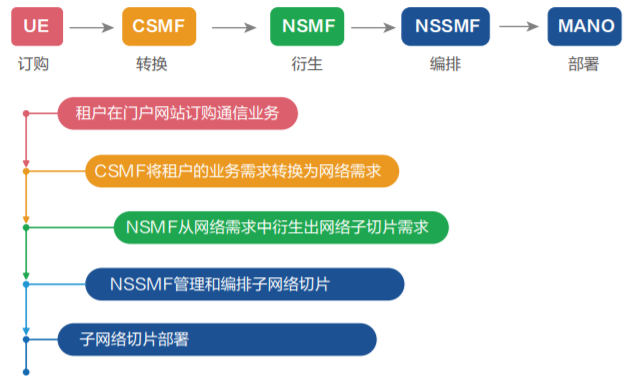 UE CSMF NSMF NSSMF MANO
订购 转换 衍生 编排 部署
租户在门户网站订购通信业务
CSMF将租户的业务需求转换为网络需求
NSMF从网络需求中衍生出网络子切片需求
NSSMF管理和编排子网络切片
子网络切片部署